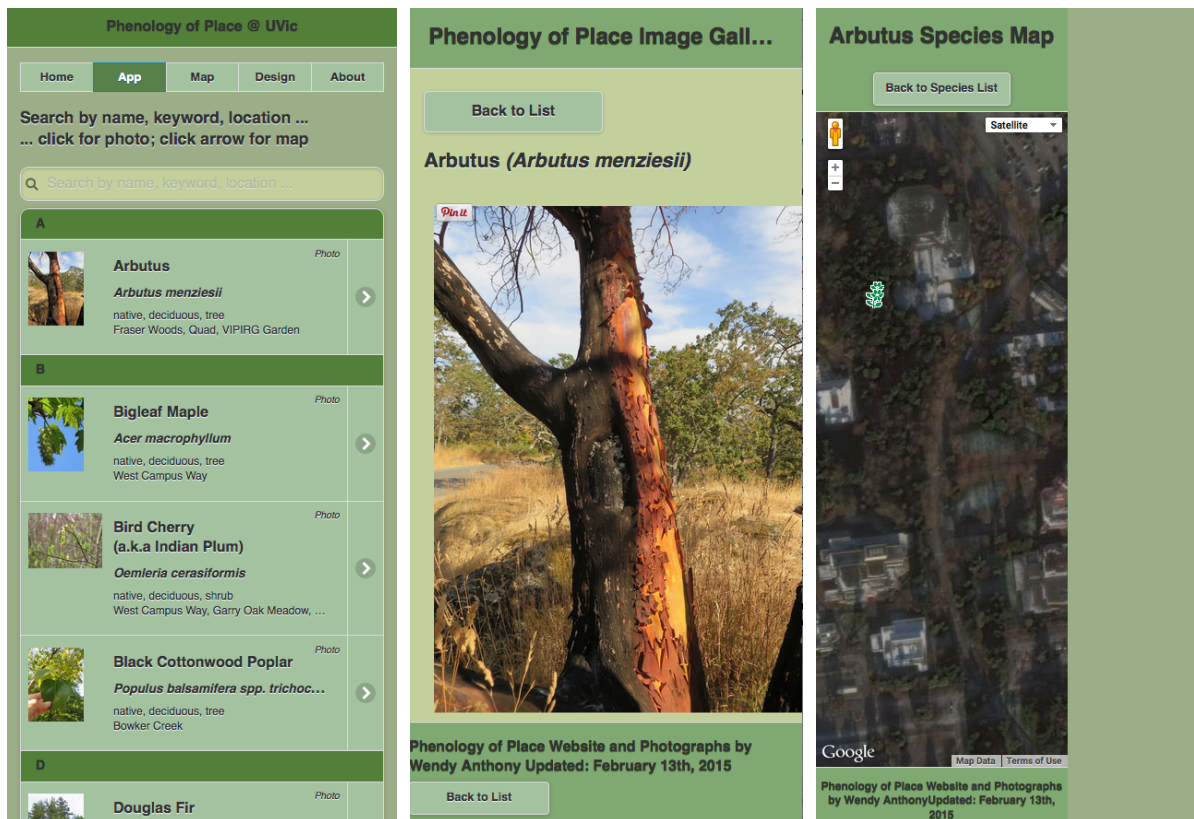 Phenology of Place @ UVic
Home
App
Map
Design
About
Search by name, keyword, location ...
... click for photo; click arrow for map
Search by name, keyword, location ...
A
Photo
Arbutus
Arbutus menziesii
native, deciduous, tree
Fraser Woods, Quad, VIPIRG Garden
B
Photo
Bigleaf Maple
Acer macrophyllum
native, deciduous, tree
West Campus Way
Photo
Bird Cherry
(a.k.a Indian Plum)
Oemleria cerasiformis
native, deciduous, shrub
West Campus Way, Garry Oak Meadow, ...
Photo
Black Cottonwood Poplar
Populus balsamifera spp. trichoc...
native, deciduous, tree
Bowker Creek
D
Photo
Douglas Fir
Phenology of Place Image Gall...
Back to List
Arbutus (Arbutus menziesii)
Pin it
Phenology of Place Website and Photographs by
Wendy Anthony Updated: February 13th, 2015
Back to List
Arbutus Species Map
Back to Species List
Satellite
+
−
Google
Map Data
Terms of Use
Phenology of Place Website and Photographs
by Wendy AnthonyUpdated: February 13th,
2015